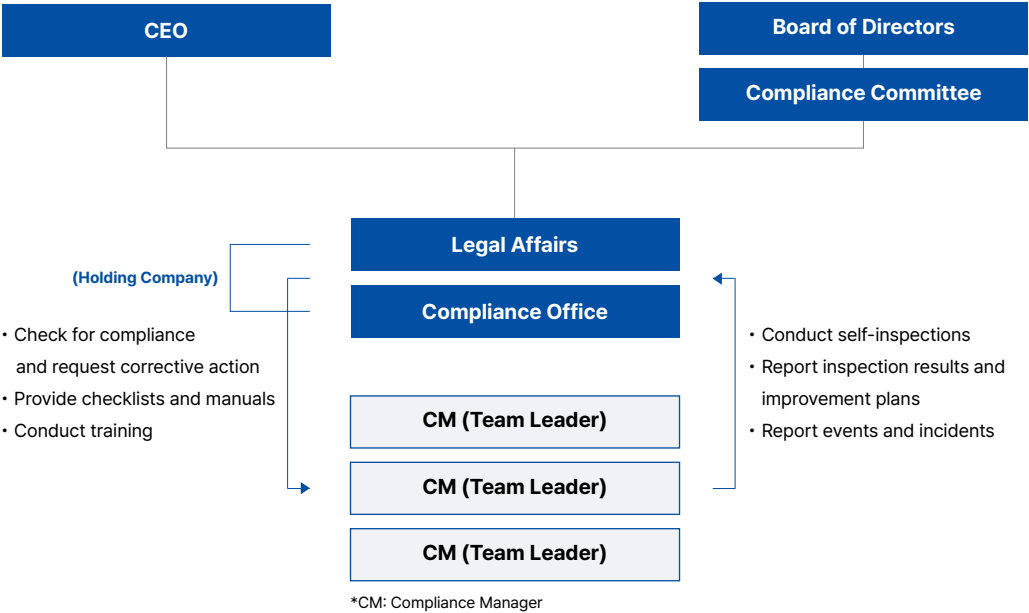 CEO
Board of Directors
Compliance Committee
Legal Affairs
(Holding Company)
Compliance Office
· Check for compliance
and request corrective action
· Provide checklists and manuals
· Conduct training
· Conduct self-inspections
· Report inspection results and
improvement plans
· Report events and incidents
CM (Team Leader)
CM (Team Leader)
CM (Team Leader)
*CM: Compliance Manager